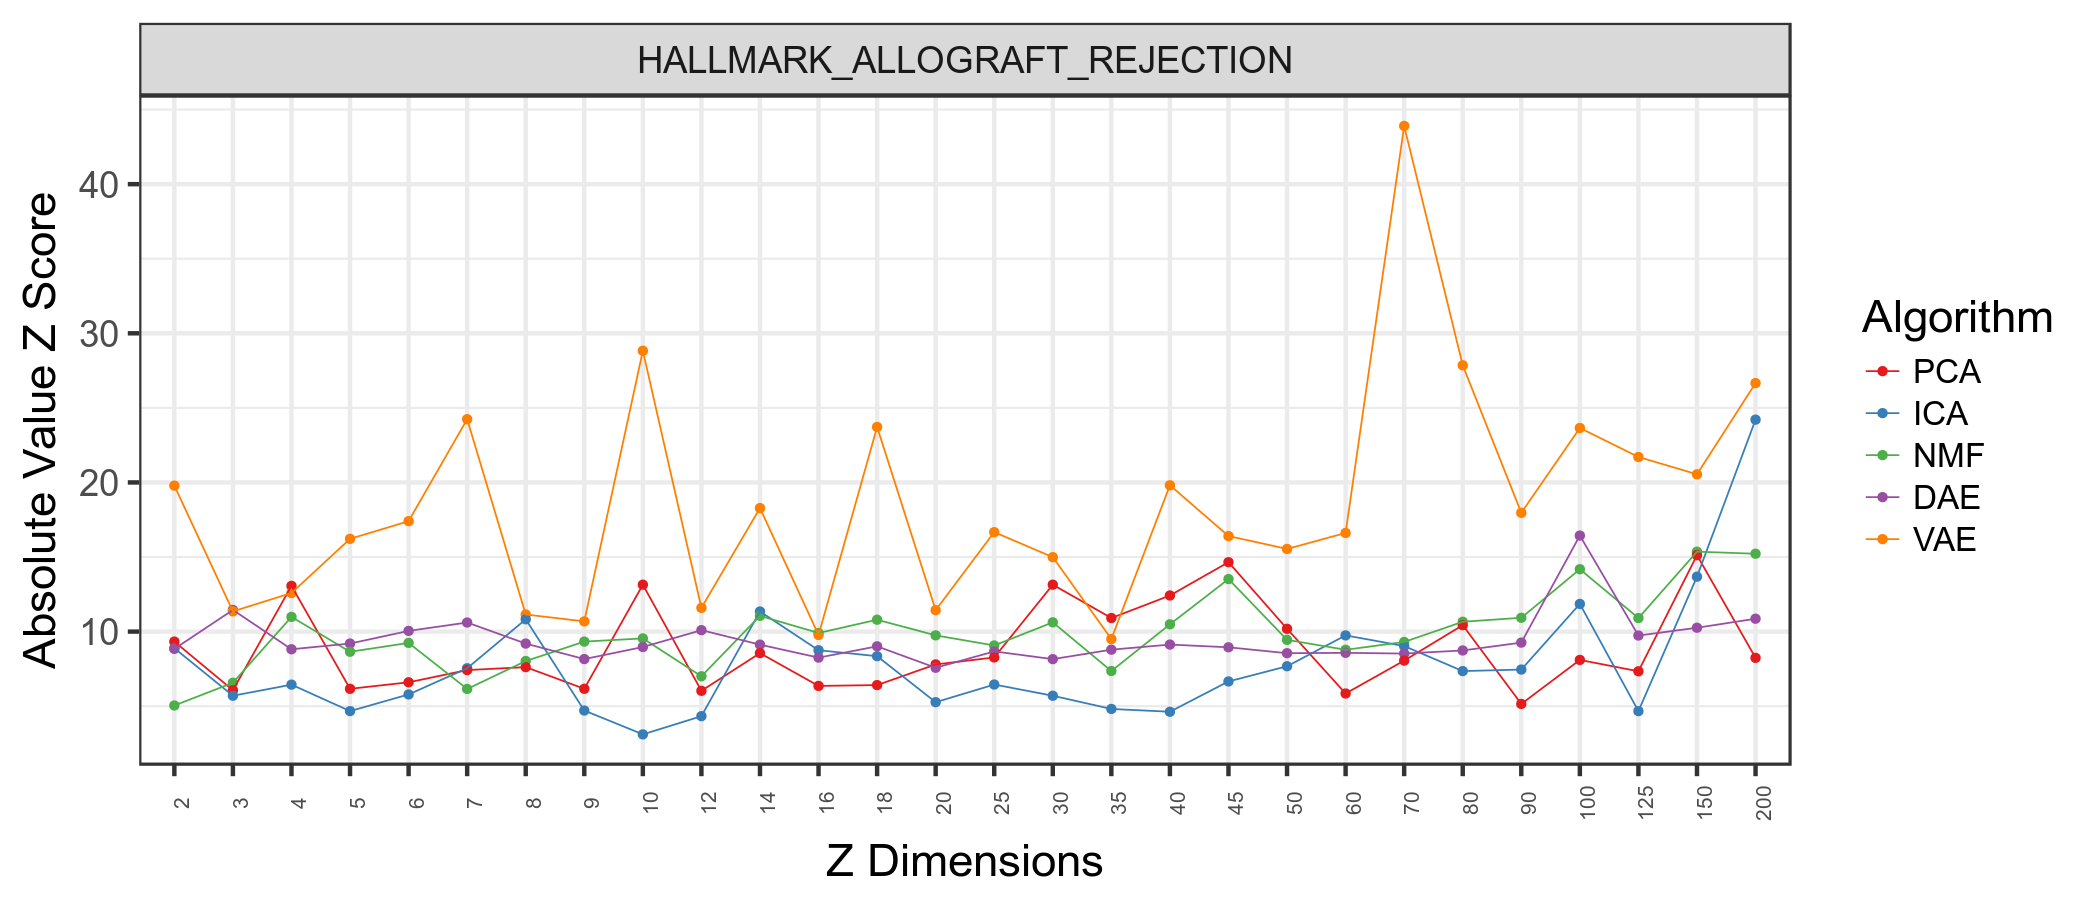 HALLMARK_ALLOGRAFT_REJECTION
Absolute Value Z Score
40
30
20
10
2 3 4 5 6 7 8 9 10 12 14 16 18 20 25 30 35 40 45 50 60 70 80 90 100 125 150 200
Z Dimensions
Algorithm
PCA
ICA
NMF
DAE
VAE